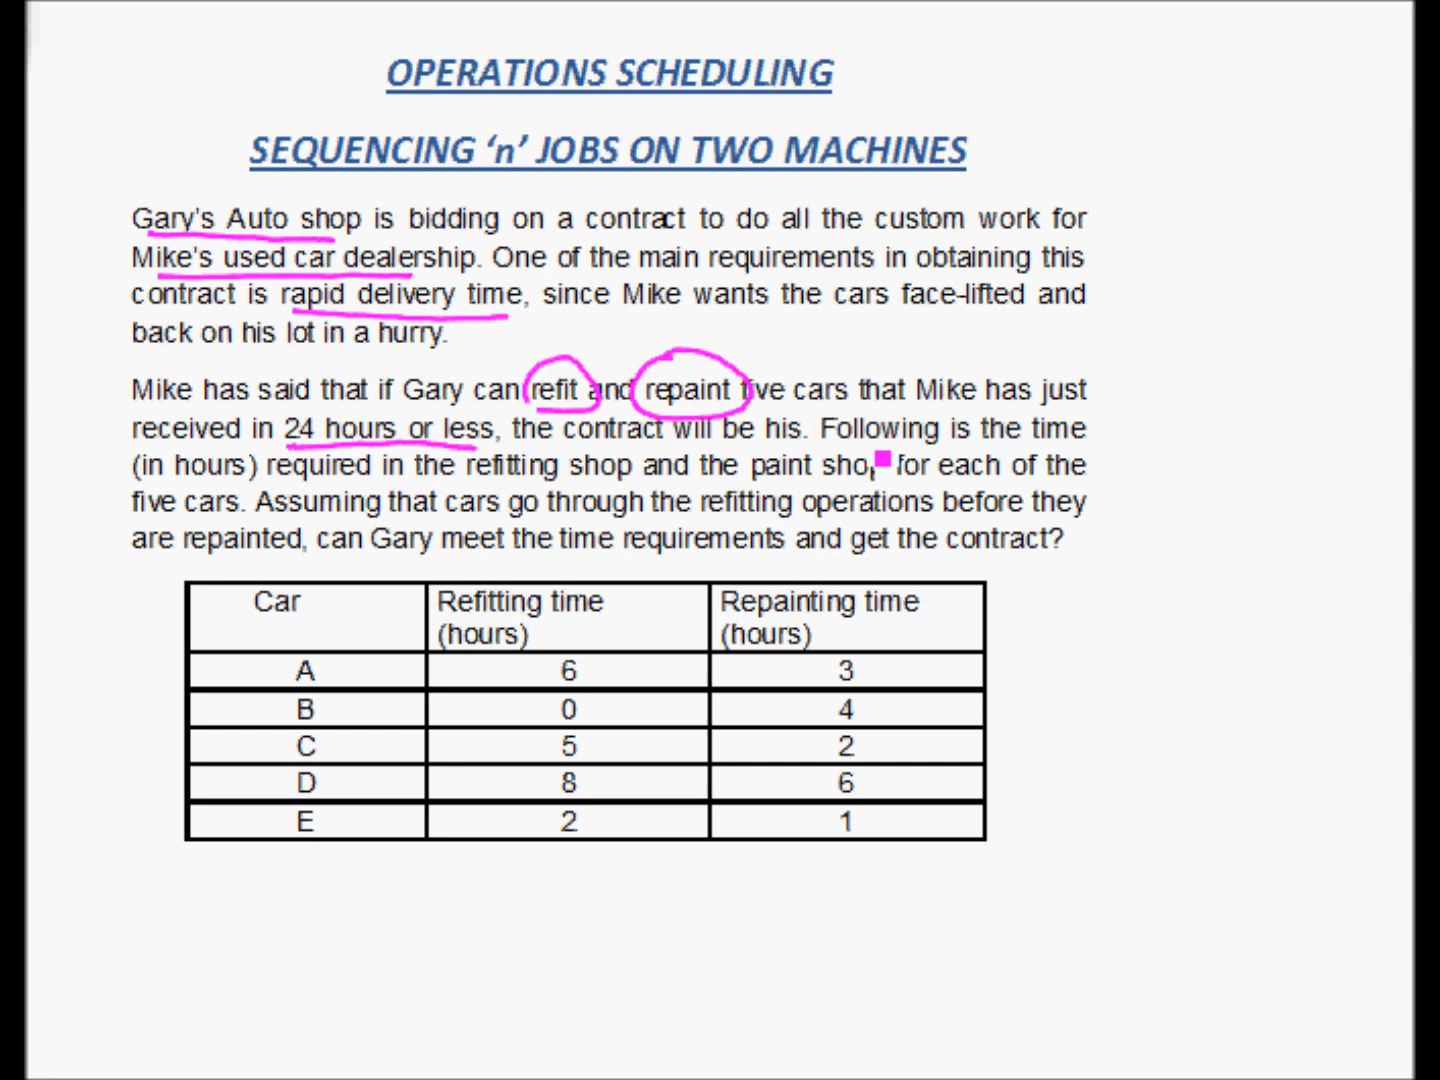 OPERATIONS SCHEDULING
SEQUENCING ‘n’ JOBS ON TWO MACHINES
Gary's Auto shop is bidding on a contract to do all the custom work for
Mike's used car dealership. One of the main requirements in obtaining this
contract is rapid delivery time, since Mike wants the cars face-lifted and
back on his lot in a hurry.
Mike has said that if Gary can refit and repaint five cars that Mike has just
received in 24 hours or less, the contract will be his. Following is the time
(in hours) required in the refitting shop and the paint shop for each of the
five cars. Assuming that cars go through the refitting operations before they
are repainted, can Gary meet the time requirements and get the contract?
Car Refitting time (hours) Repainting time (hours)
A 6 3
B 0 4
C 5 2
D 8 6
E 2 1